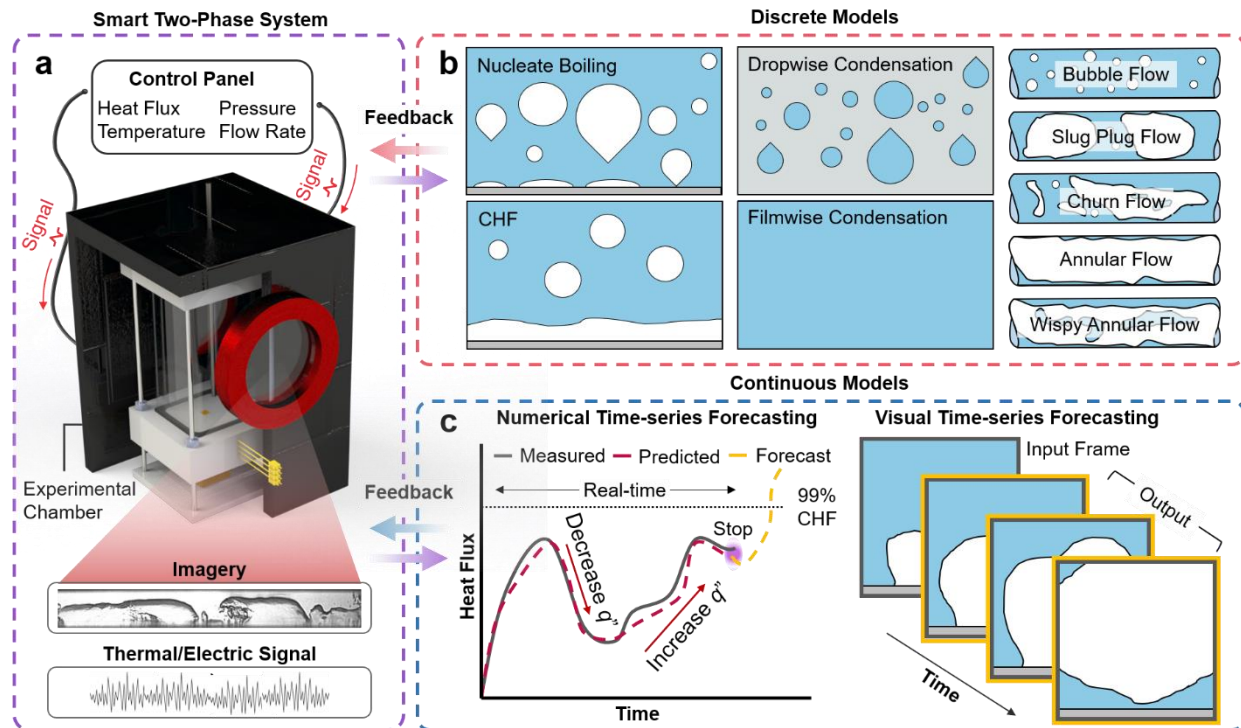 Smart Two-Phase System
a
Control Panel
Heat Flux Pressure
Temperature Flow Rate
Signal
Signal
Experimental
Chamber
Imagery
Thermal/Electric Signal
Feedback
Feedback
Discrete Models
b
Nucleate Boiling
Dropwise Condensation
CHF
Filmwise Condensation
Bubble Flow
Slug Plug Flow
Churn Flow
Annular Flow
Wispy Annular Flow
Continuous Models
c
Numerical Time-series Forecasting
Measured Predicted Forecast
Real-time
99%
CHF
Stop
Decrease q”
Increase q”
Heat Flux
Time
Visual Time-series Forecasting
Input Frame
Output
Time